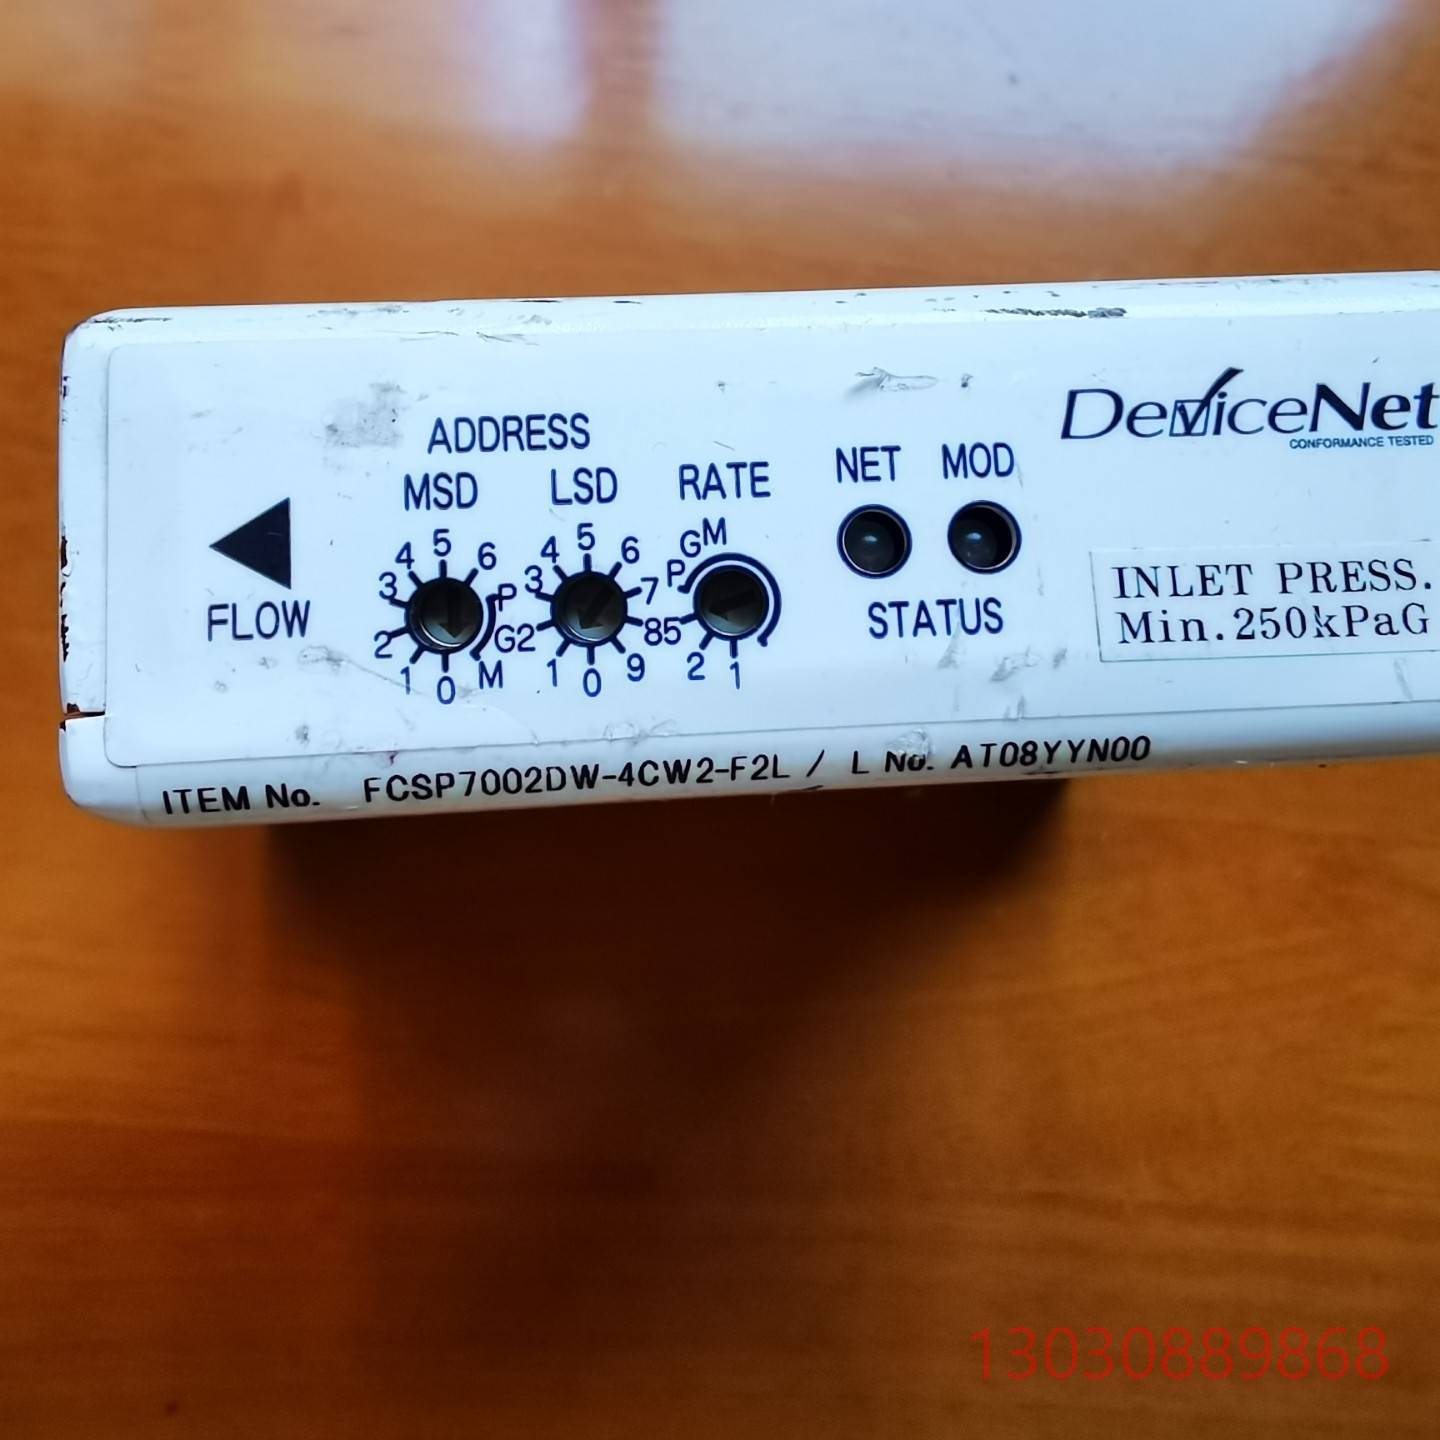 ADDRESS
MSD LSD RATE
NET MOD
DeviceNet
CONFORMANCE TESTED
4 5 6
3 P
2 G
1 0 M
4 5 6
3 7
2 8
1 0 9
G M
P
5
2 1
FLOW
STATUS
INLET PRESS.
Min.250kPaG
ITEM No. FCSP7002DW-4CW2-F2L / L No. AT08YYN00
13030889868